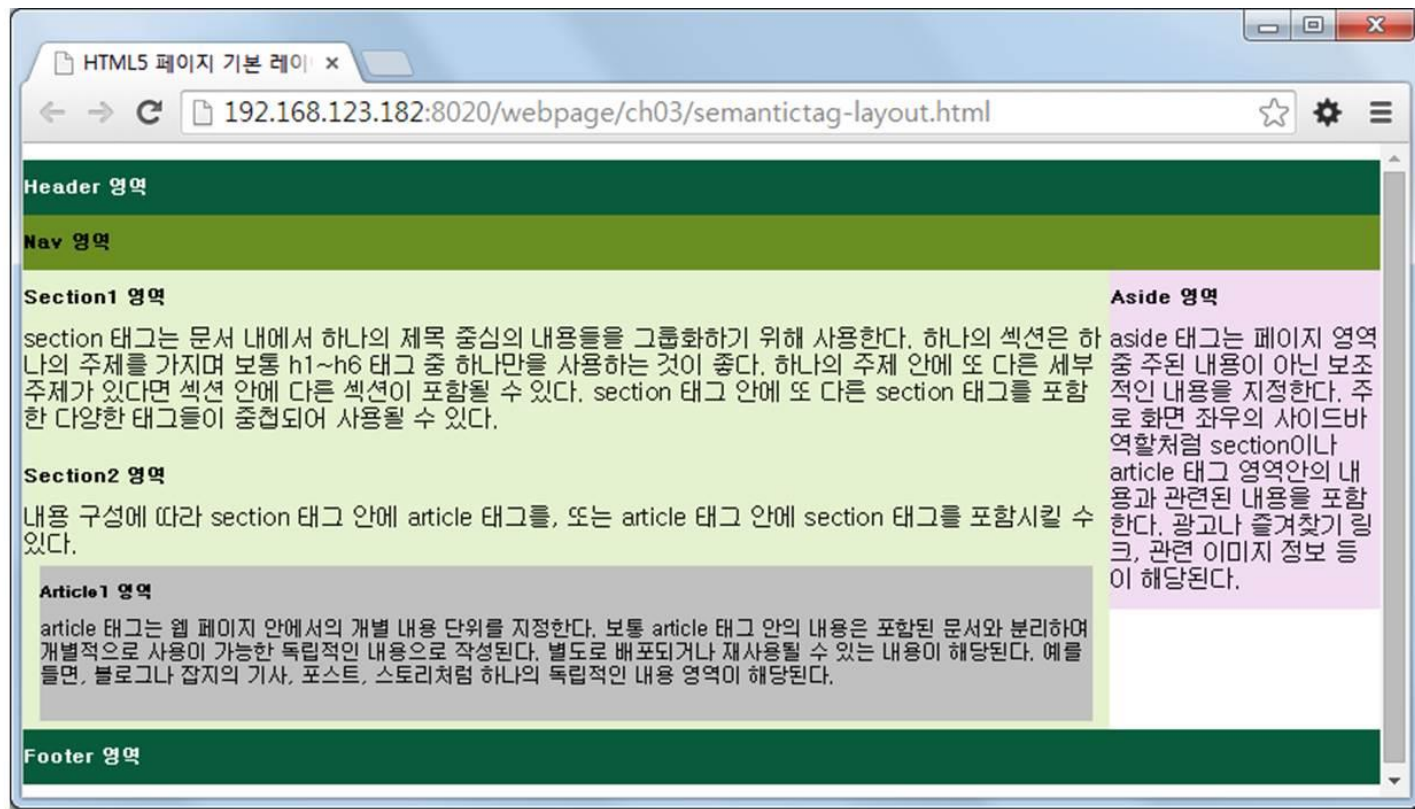 HTML5 페이지 기본 레이
192.168.123.182:8020/webpage/ch03/semantictag-layout.html
Header 영역
Nav 영역
Section1 영역
section 태그는 문서 내에서 하나의 제목 중심의 내용들을 그룹화하기 위해 사용한다. 하나의 섹션은 하
나의 주제를 가지며 보통 h1~h6 태그 중 하나만을 사용하는 것이 좋다. 하나의 주제 안에 또 다른 세부
주제가 있다면 섹션 안에 다른 섹션이 포함될 수 있다. section 태그 안에 또 다른 section 태그를 포함
한 다양한 태그들이 중첩되어 사용될 수 있다.
Section2 영역
내용 구성에 따라 section 태그 안에 article 태그를, 또는 article 태그 안에 section 태그를 포함시킬 수
있다.
Article1 영역
article 태그는 웹 페이지 안에서의 개별 내용 단위를 지정한다. 보통 article 태그 안의 내용은 포함된 문서와 분리하여
개별적으로 사용이 가능한 독립적인 내용으로 작성된다. 별도로 배포되거나 재사용될 수 있는 내용이 해당된다. 예를
들면, 블로그나 잡지의 기사, 포스트, 스토리처럼 하나의 독립적인 내용 영역이 해당된다.
Aside 영역
aside 태그는 페이지 영역
중 주된 내용이 아닌 보조
적인 내용을 지정한다. 주
로 화면 좌우의 사이드바
역할처럼 section이나
article 태그 영역안의 내
용과 관련된 내용을 포함
한다. 광고나 즐겨찾기 링
크, 관련 이미지 정보 등
이 해당된다.
Footer 영역